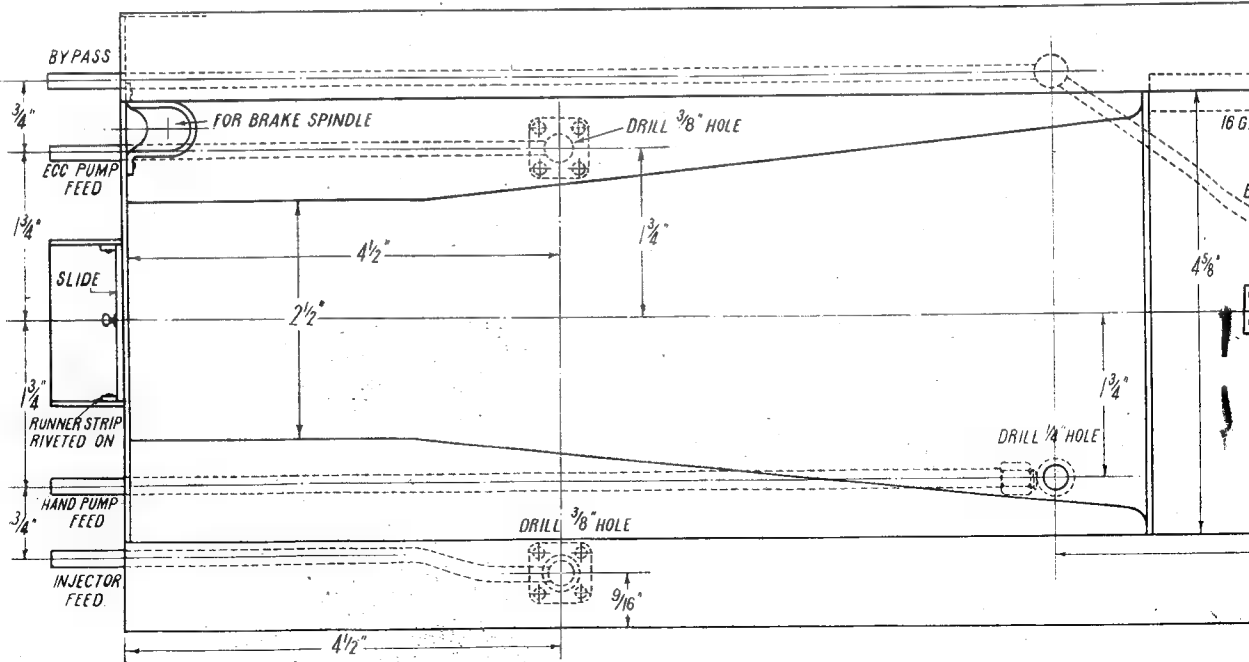 BYPASS
3/4"
FOR BRAKE SPINDLE
DRILL 3/8" HOLE
16 G.
ECC PUMP
FEED
1 3/4"
1 3/4"
4 1/2"
4 5/8"
SLIDE
2 1/2"
1 3/4"
1 3/4"
RUNNER STRIP
RIVETED ON
DRILL 1/4" HOLE
HAND PUMP
FEED
3/4"
DRILL 3/8" HOLE
INJECTOR
FEED.
9/16"
4 1/2"